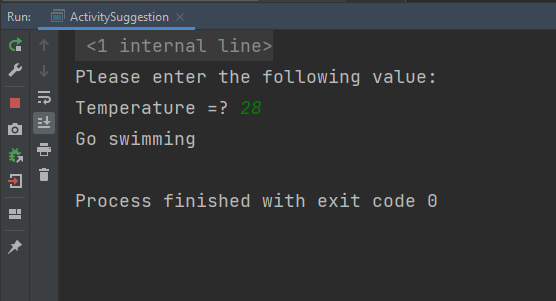 Run: ActivitySuggestion
<1 internal line>
Please enter the following value:
Temperature =? 28
Go swimming
Process finished with exit code 0